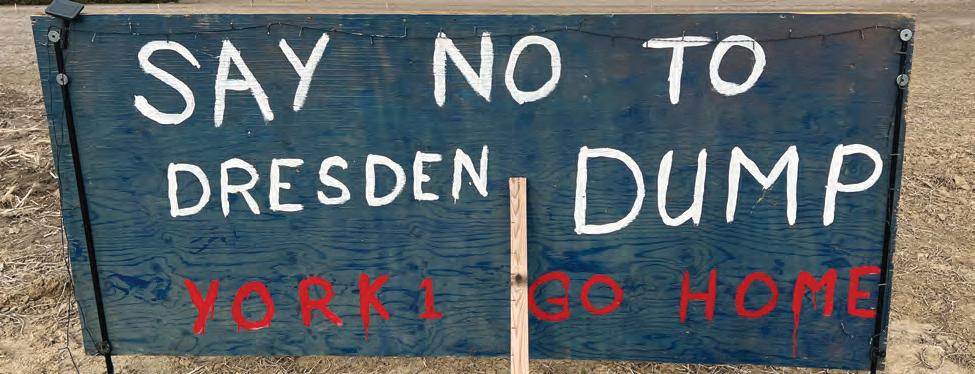 SAY NO TO
DRESDEN DUMP
YORK1 GO HOME